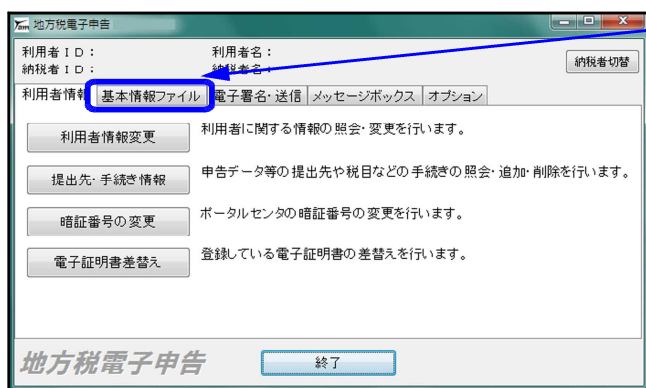 地方税電子申告
利用者ID: 利用者名:
納税者ID: 納税者名:
納税者切替
利用者情報 基本情報ファイル 電子署名・送信 メッセージボックス オプション
利用者情報変更 利用者に関する情報の照会・変更を行います。
提出先・手続き情報 申告データ等の提出先や税目などの手続きの照会・追加・削除を行います。
暗証番号の変更 ポータルセンタの暗証番号の変更を行います。
電子証明書差替え 登録している電子証明書の差替えを行います。
地方税電子申告 終了